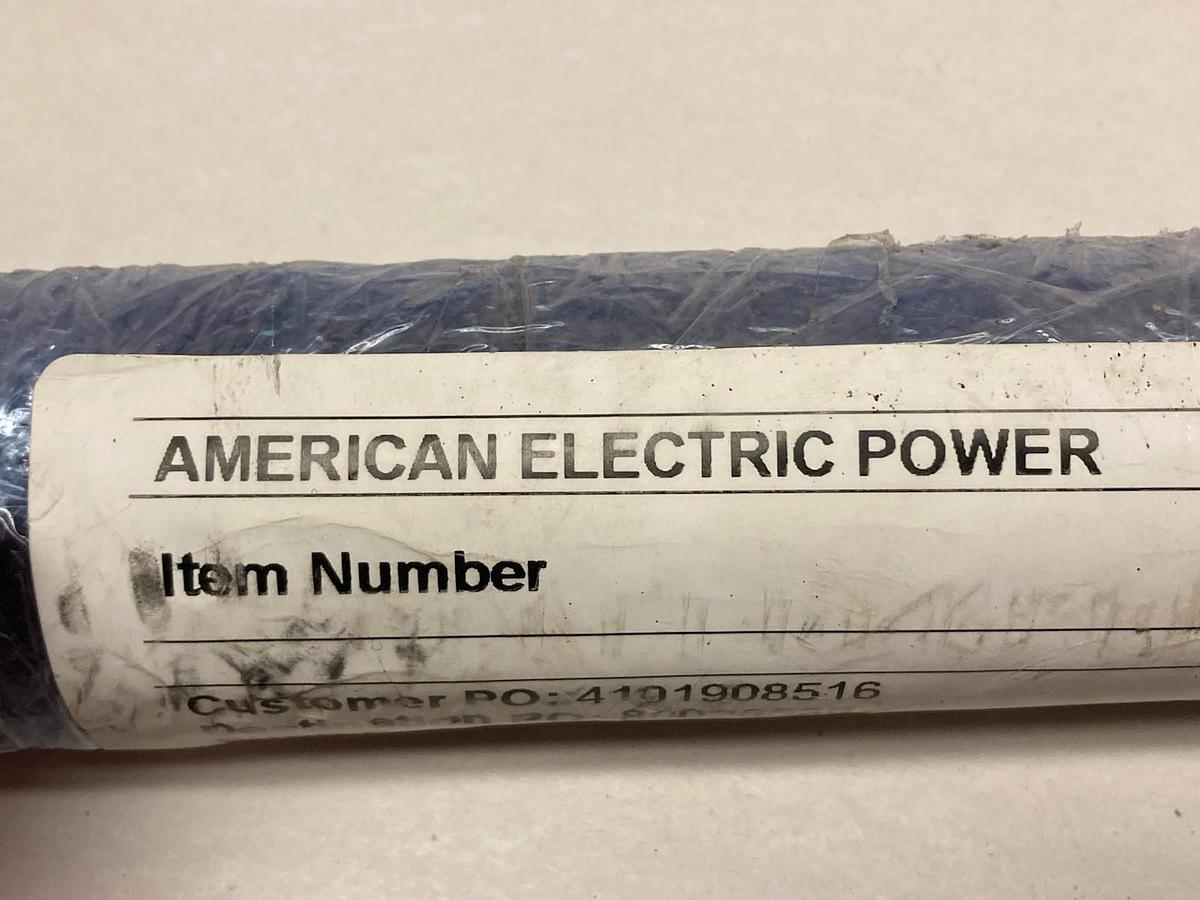 AMERICAN ELECTRIC POWER
Item Number
Customer PO: 4101908516